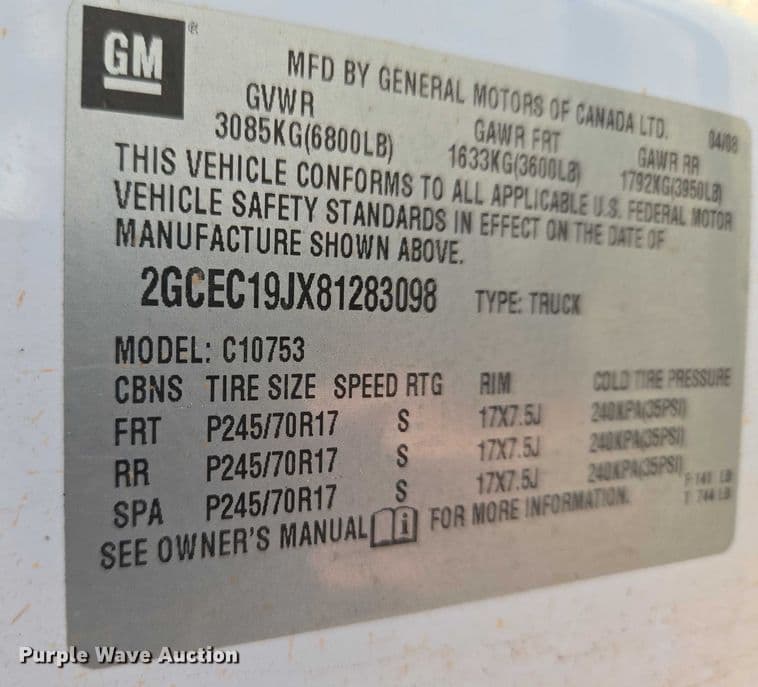 GM®
MFD BY GENERAL MOTORS OF CANADA LTD.
04/08
GVWR GAWR FRT GAWR RR
3085KG(6800LB) 1633KG(3600LB) 1792KG(3950LB)
THIS VEHICLE CONFORMS TO ALL APPLICABLE U.S. FEDERAL MOTOR
VEHICLE SAFETY STANDARDS IN EFFECT ON THE DATE OF
MANUFACTURE SHOWN ABOVE.
2GCEC19JX81283098 TYPE: TRUCK
MODEL: C10753
CBNS TIRE SIZE SPEED RTG RIM COLD TIRE PRESSURE
FRT P245/70R17 S 17X7.5J 240KPA(35PSI)
RR P245/70R17 S 17X7.5J 240KPA(35PSI)
SPA P245/70R17 S 17X7.5J 240KPA(35PSI)
SEE OWNER'S MANUAL i FOR MORE INFORMATION.
Purple Wave Auction